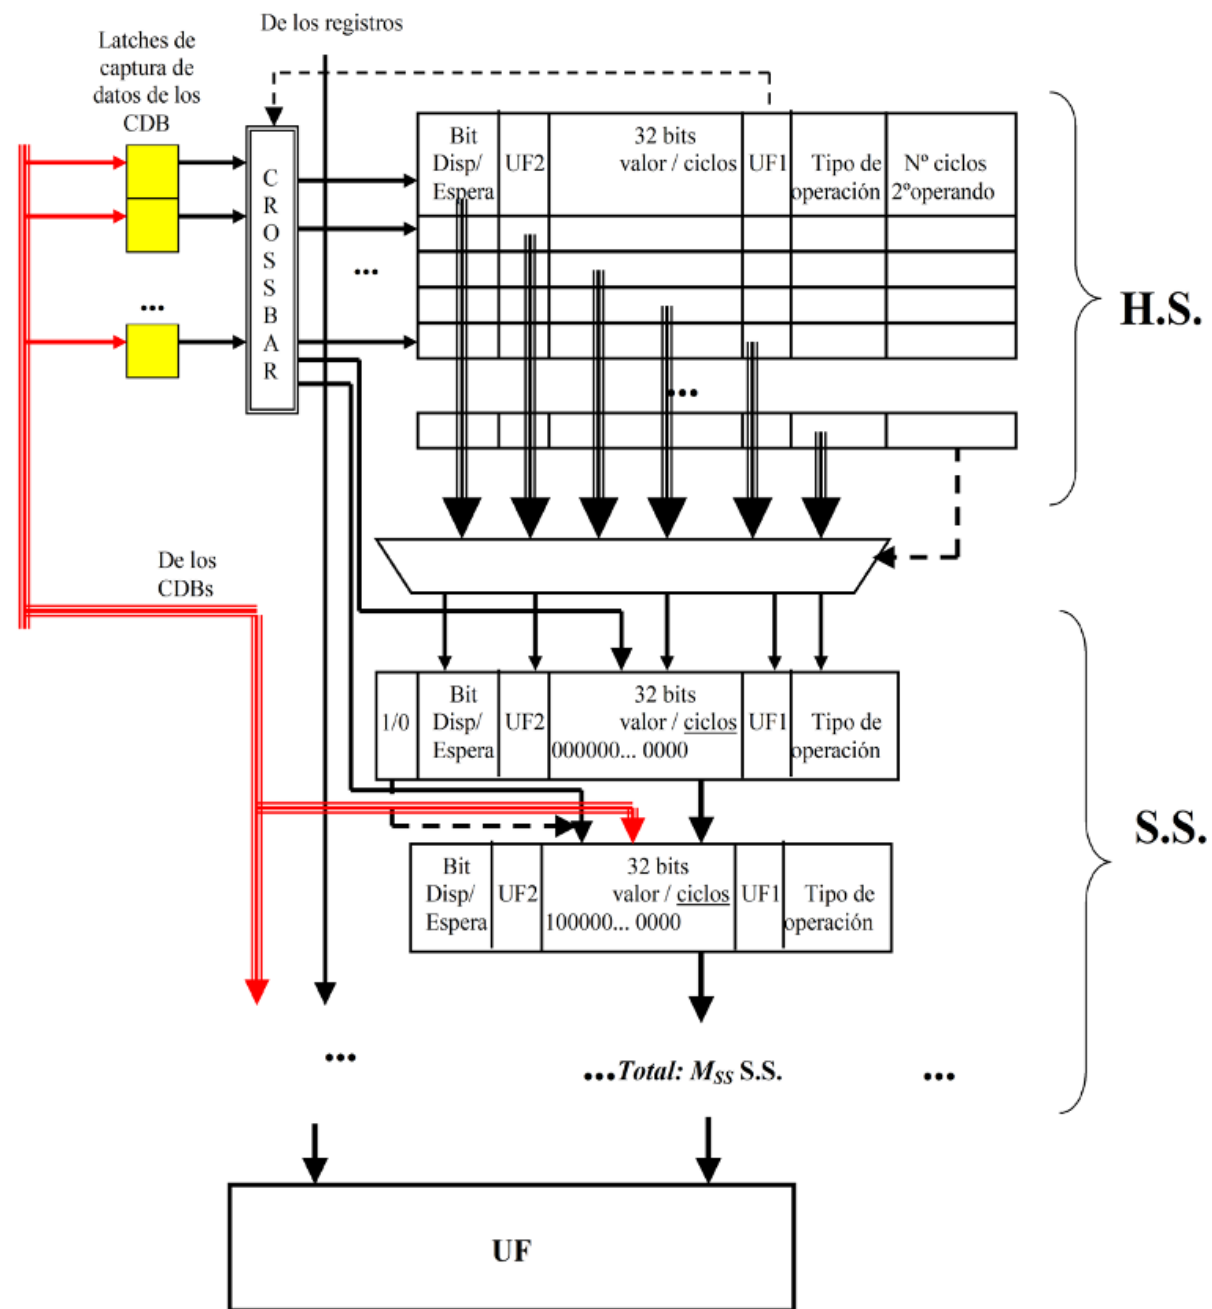 De los registros
Latches de
captura de
datos de los
CDB
C
R
O
S
S
B
A
R
...
...
Bit
Disp/
Espera
UF2
32 bits
valor / ciclos
UF1
Tipo de
operación
Nº ciclos
2ºoperando
...
H.S.
De los
CDBs
1/0
Bit
Disp/
Espera
UF2
32 bits
valor / ciclos
000000... 0000
UF1
Tipo de
operación
Bit
Disp/
Espera
UF2
32 bits
valor / ciclos
100000... 0000
UF1
Tipo de
operación
S.S.
...
...Total: MSS S.S.
...
UF